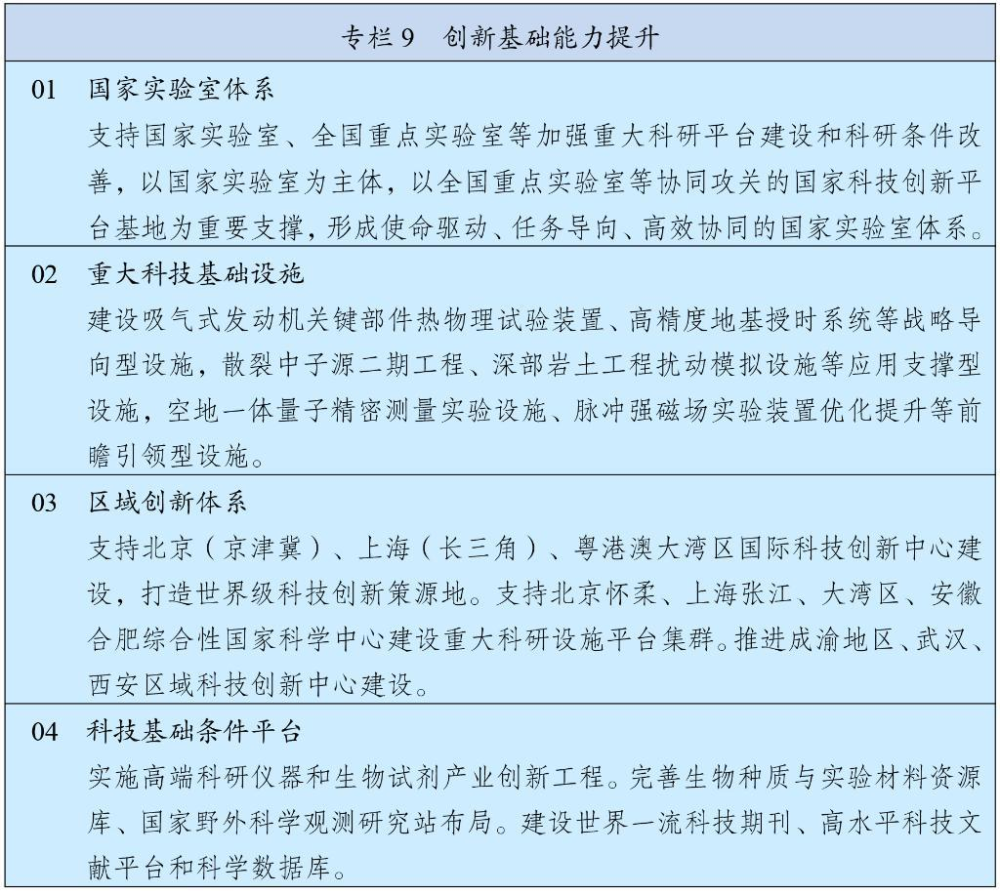 专栏 9 创新基础能力提升
01 国家实验室体系
支持国家实验室、全国重点实验室等加强重大科研平台建设和科研条件改
善，以国家实验室为主体，以全国重点实验室等协同攻关的国家科技创新平
台基地为重要支撑，形成使命驱动、任务导向、高效协同的国家实验室体系。
02 重大科技基础设施
建设吸气式发动机关键部件热物理试验装置、高精度地基授时系统等战略导
向型设施，散裂中子源二期工程、深部岩土工程扰动模拟设施等应用支撑型
设施，空地一体量子精密测量实验设施、脉冲强磁场实验装置优化提升等前
瞻引领型设施。
03 区域创新体系
支持北京（京津冀）、上海（长三角）、粤港澳大湾区国际科技创新中心建
设，打造世界级科技创新策源地。支持北京怀柔、上海张江、大湾区、安徽
合肥综合性国家科学中心建设重大科研设施平台集群。推进成渝地区、武汉、
西安区域科技创新中心建设。
04 科技基础条件平台
实施高端科研仪器和生物试剂产业创新工程。完善生物种质与实验材料资源
库、国家野外科学观测研究站布局。建设世界一流科技期刊、高水平科技文
献平台和科学数据库。